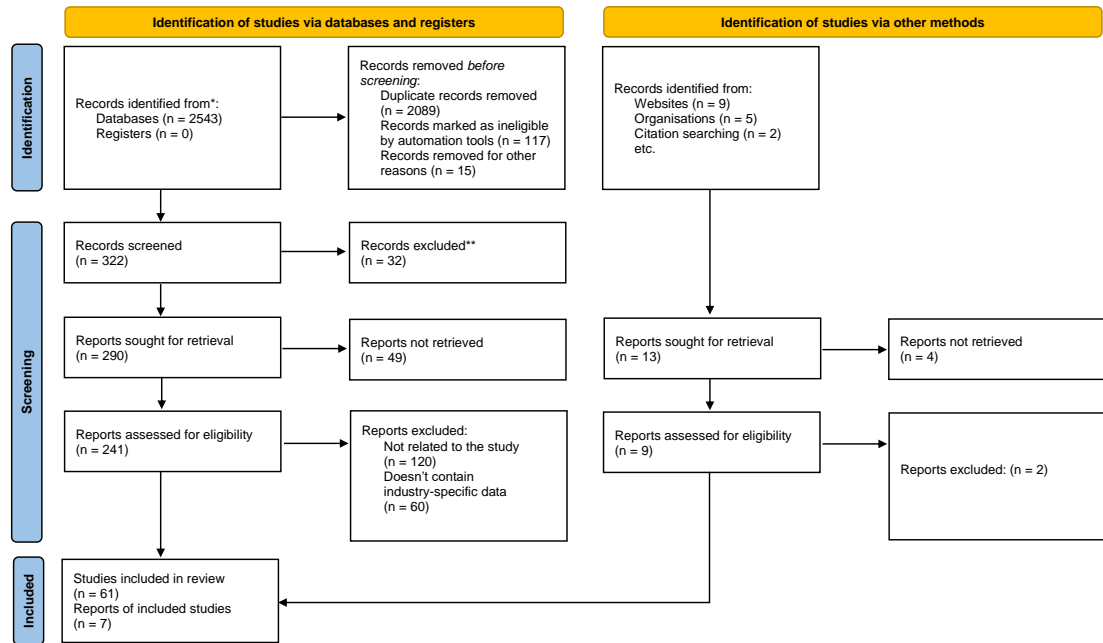 Identification of studies via databases and registers
Identification of studies via other methods
Identification
Records identified from*:
Databases (n = 2543)
Registers (n = 0)
Records removed before
screening:
Duplicate records removed
(n = 2089)
Records marked as ineligible
by automation tools (n = 117)
Records removed for other
reasons (n = 15)
Records identified from:
Websites (n = 9)
Organisations (n = 5)
Citation searching (n = 2)
etc.
Screening
Records screened
(n = 322)
Records excluded**
(n = 32)
Reports sought for retrieval
(n = 290)
Reports not retrieved
(n = 49)
Reports sought for retrieval
(n = 13)
Reports not retrieved
(n = 4)
Reports assessed for eligibility
(n = 241)
Reports excluded:
Not related to the study
(n = 120)
Doesn’t contain
industry-specific data
(n = 60)
Reports assessed for eligibility
(n = 9)
Reports excluded: (n = 2)
Included
Studies included in review
(n = 61)
Reports of included studies
(n = 7)